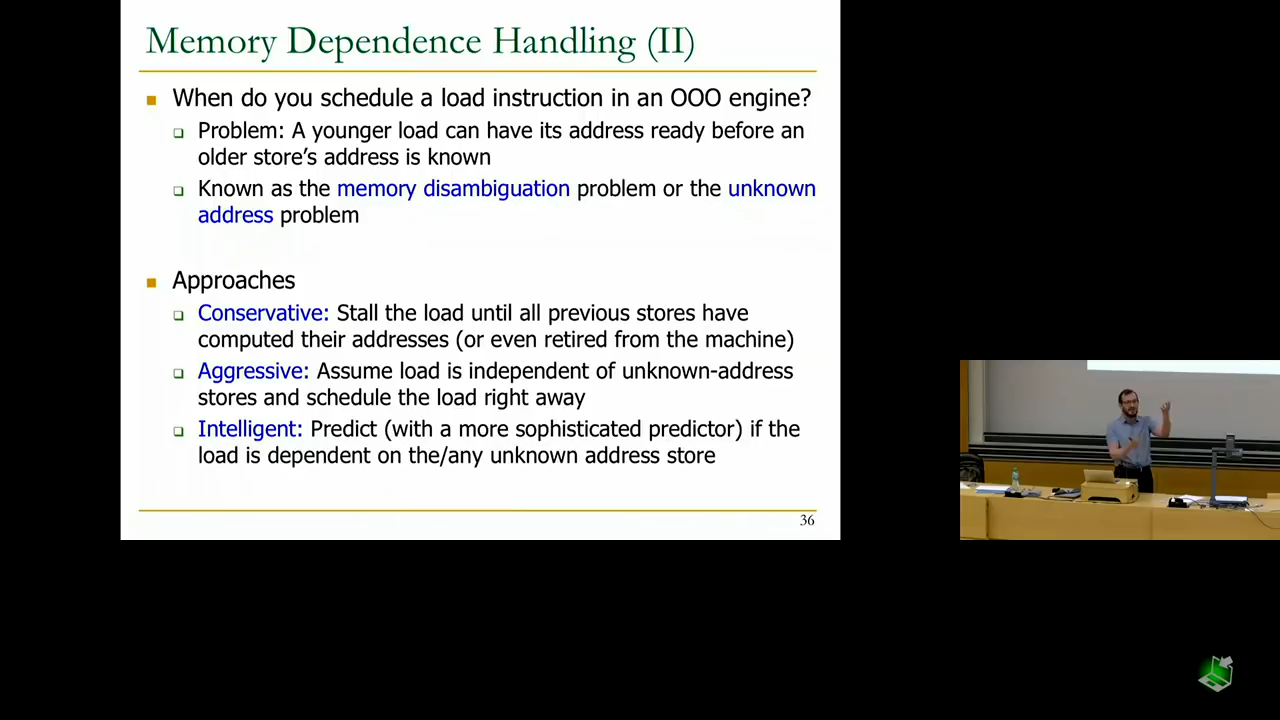 Memory Dependence Handling (II)
When do you schedule a load instruction in an OOO engine?
Problem: A younger load can have its address ready before an
older store's address is known
Known as the memory disambiguation problem or the unknown
address problem
Approaches
Conservative: Stall the load until all previous stores have
computed their addresses (or even retired from the machine)
Aggressive: Assume load is independent of unknown-address
stores and schedule the load right away
Intelligent: Predict (with a more sophisticated predictor) if the
load is dependent on the/any unknown address store
36